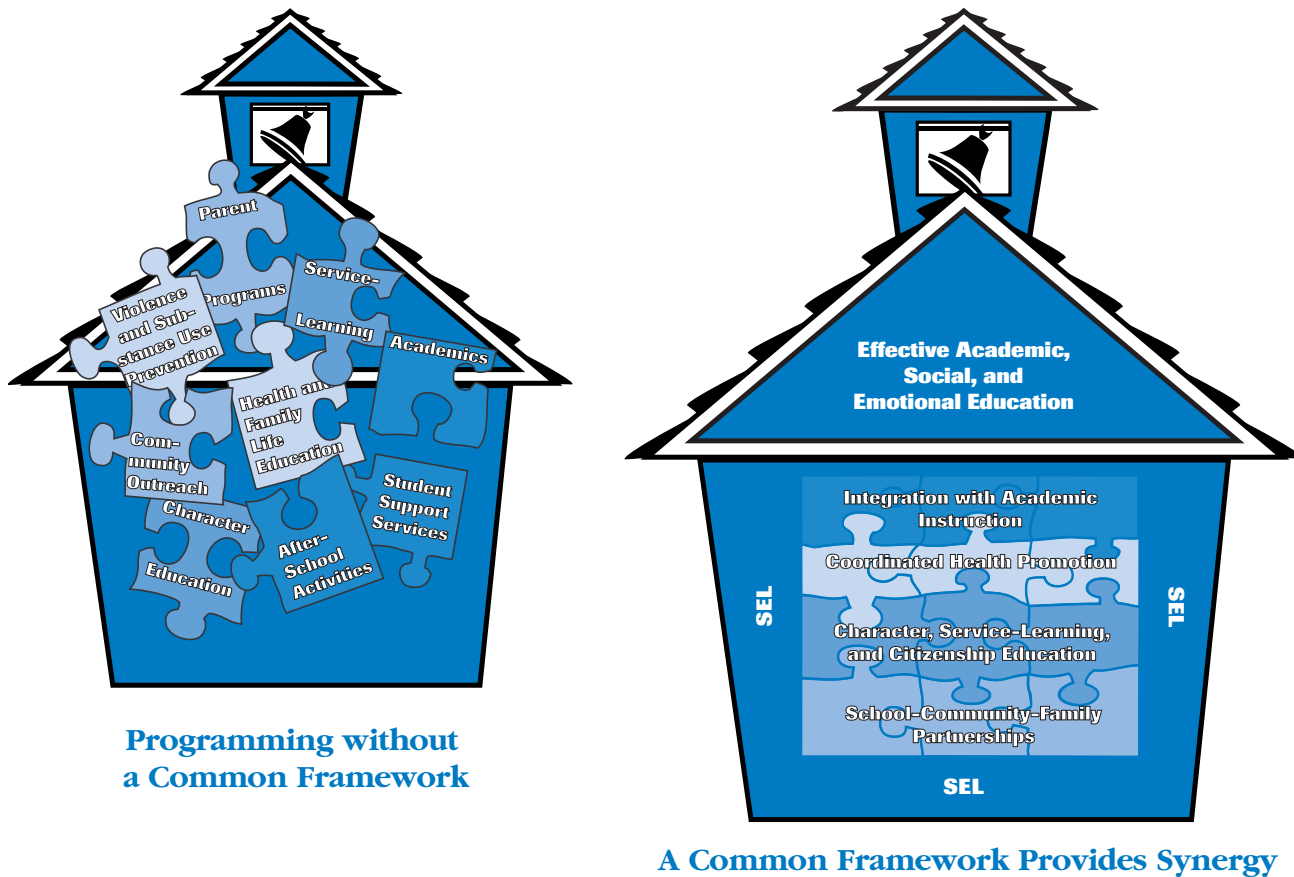 Parent
Programs
Service-
Learning
Violence
and Sub-
stance Use
Prevention
Academics
Health and
Family
Life
Education
Com-
munity
Outreach
Student
Support
Services
Character
Education
After-
School
Activities
Programming without
a Common Framework
Effective Academic,
Social, and
Emotional Education
Integration with Academic
Instruction
Coordinated Health Promotion
SEL
SEL
Character, Service-Learning,
and Citizenship Education
School-Community-Family
Partnerships
SEL
A Common Framework Provides Synergy